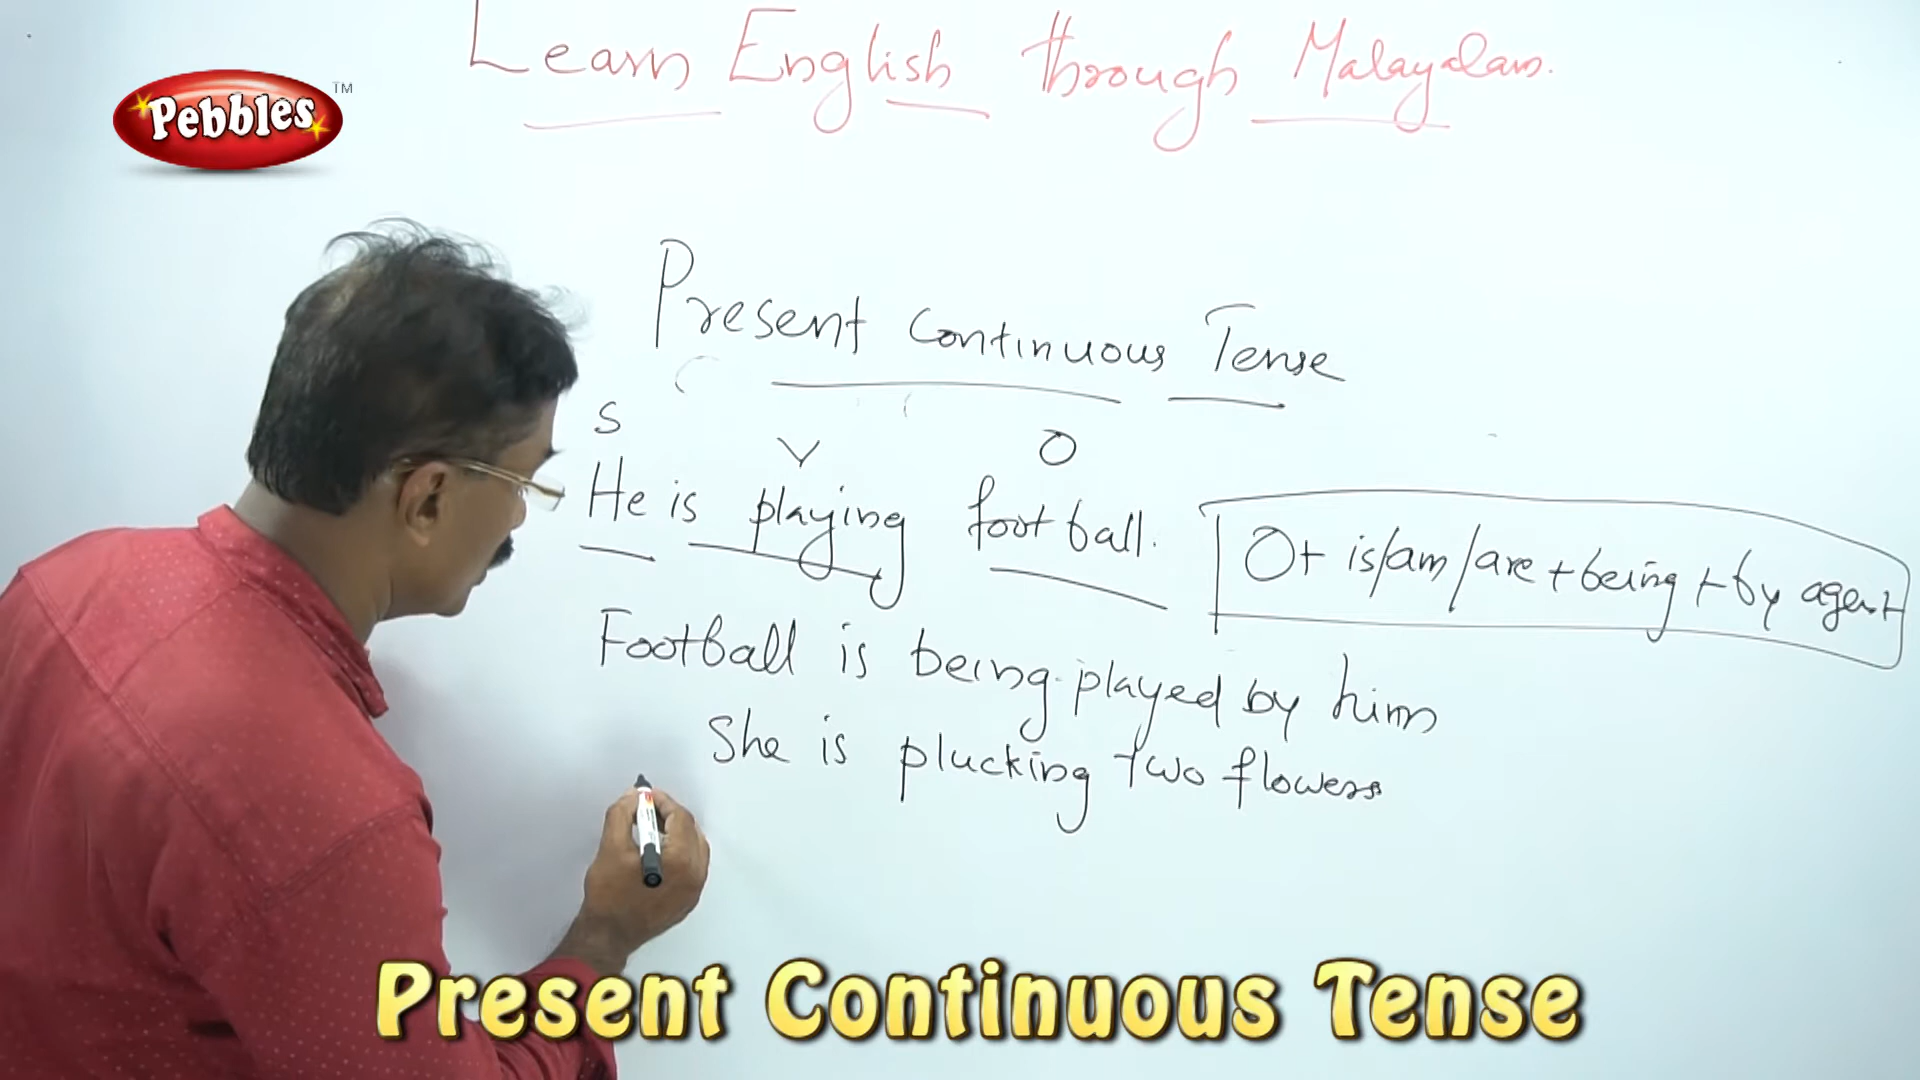 Learn English through Malayalam.
Pebbles TM
Present Continuous Tense
S V O
He is playing football.
O+ is/am/are + being + by agent
Football is being played by him
She is plucking two flowers
Present Continuous Tense